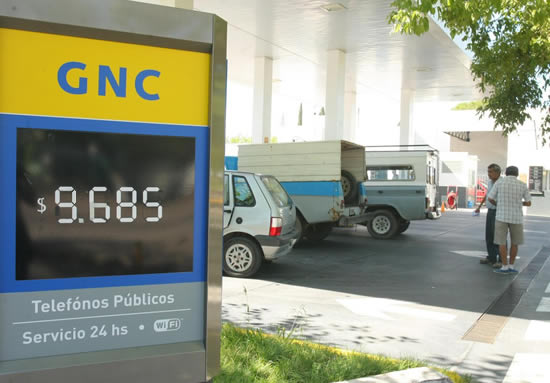 GNC
$ 9.685
Telefónos Públicos
Servicio 24 hs • WiFi